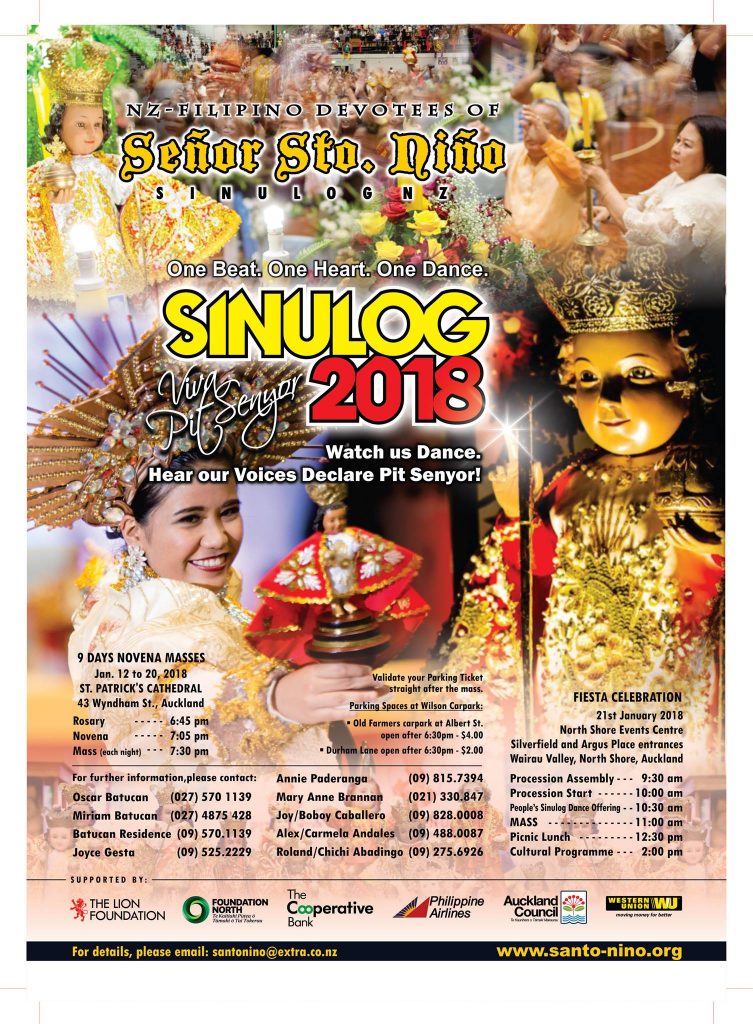 NZ-FILIPINO DEVOTEES OF
Señor Sto. Niño
SINULOGNZ
One Beat. One Heart. One Dance.
SINULOG
2018
Viva
Pit Senyor
Watch us Dance.
Hear our Voices Declare Pit Senyor!
9 DAYS NOVENA MASSES
Jan. 12 to 20, 2018
ST. PATRICK'S CATHEDRAL
43 Wyndham St., Auckland
Rosary - - - - - 6:45 pm
Novena - - - - - 7:05 pm
Mass (each night) - - - 7:30 pm
Validate your Parking Ticket
straight after the mass.
Parking Spaces at Wilson Carpark:
▪ Old Farmers carpark at Albert St.
open after 6:30pm - $4.00
▪ Durham Lane open after 6:30pm - $2.00
FIESTA CELEBRATION
21st January 2018
North Shore Events Centre
Silverfield and Argus Place entrances
Wairau Valley, North Shore, Auckland
Procession Assembly - - - 9:30 am
Procession Start - - - - - - 10:00 am
People's Sinulog Dance Offering - - - 10:30 am
MASS - - - - - - - - - - - - 11:00 am
Picnic Lunch - - - - - - - - 12:30 pm
Cultural Programme - - - 2:00 pm
For further information,please contact:
Oscar Batucan (027) 570 1139
Miriam Batucan (027) 4875 428
Batucan Residence (09) 570.1139
Joyce Gesta (09) 525.2229
Annie Paderanga (09) 815.7394
Mary Anne Brannan (021) 330.847
Joy/Boboy Caballero (09) 828.0008
Alex/Carmela Andales (09) 488.0087
Roland/Chichi Abadingo (09) 275.6926
SUPPORTED BY:
THE LION
FOUNDATION
FOUNDATION
NORTH
Te Kaitiaki Pūtea o
Tāmaki o Tai Tokerau
The
Cooperative
Bank
Philippine
Airlines
Auckland
Council
Te Kaunihera o Tāmaki Makaurau
WESTERN
UNION WU
moving money for better
For details, please email: santonino@extra.co.nz
www.santo-nino.org